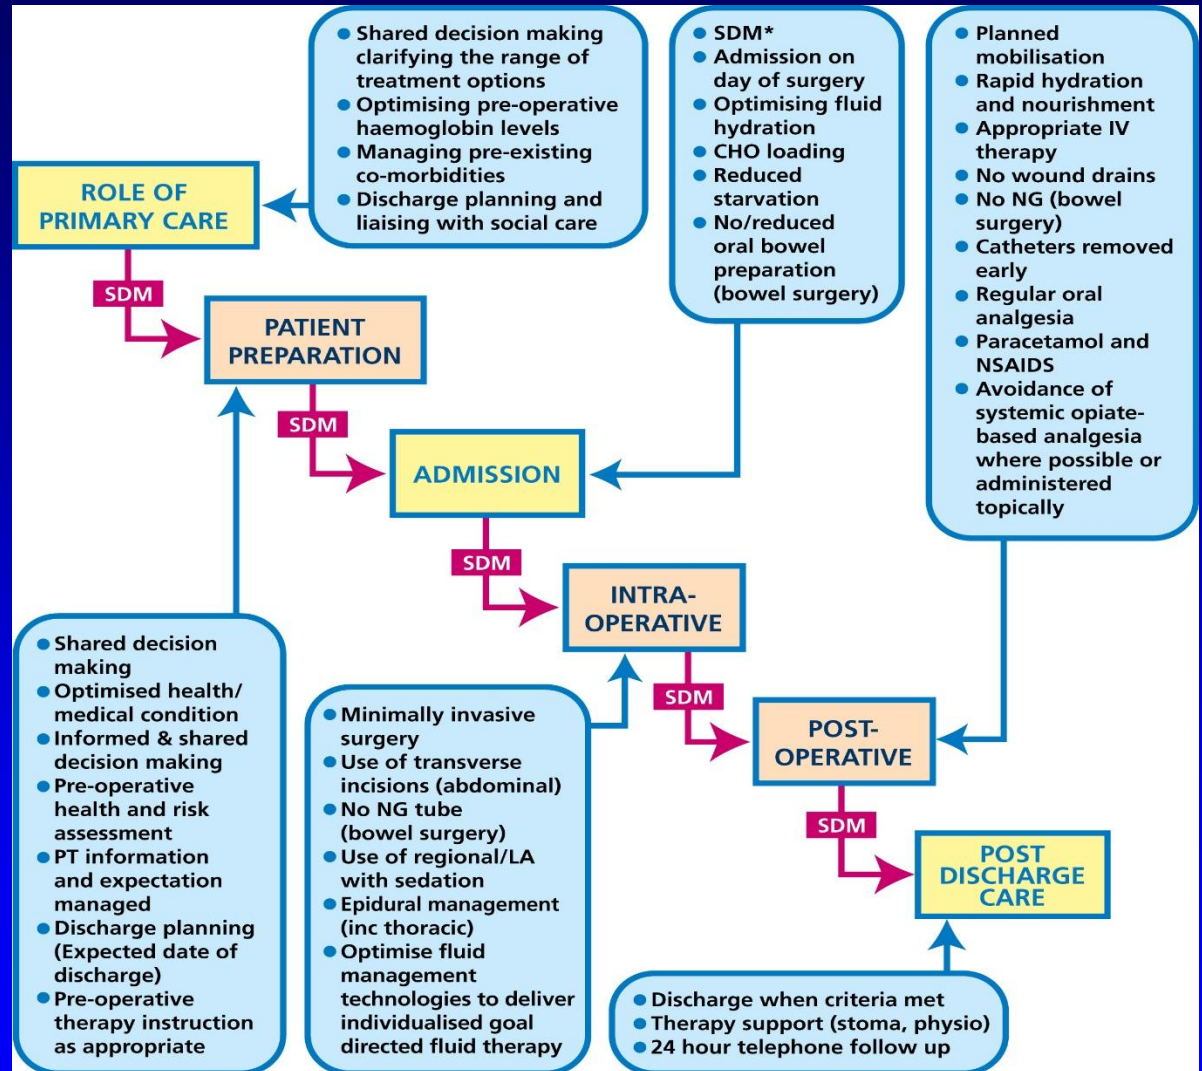 ● Shared decision making
clarifying the range of
treatment options
● Optimising pre-operative
haemoglobin levels
● Managing pre-existing
co-morbidities
● Discharge planning and
liaising with social care
● SDM*
● Admission on
day of surgery
● Optimising fluid
hydration
● CHO loading
● Reduced
starvation
● No/reduced
oral bowel
preparation
(bowel surgery)
● Planned
mobilisation
● Rapid hydration
and nourishment
● Appropriate IV
therapy
● No wound drains
● No NG (bowel
surgery)
● Catheters removed
early
● Regular oral
analgesia
● Paracetamol and
NSAIDS
● Avoidance of
systemic opiate-
based analgesia
where possible or
administered
topically
ROLE OF
PRIMARY CARE
SDM
PATIENT
PREPARATION
SDM
ADMISSION
SDM
INTRA-
OPERATIVE
SDM
POST-
OPERATIVE
SDM
POST
DISCHARGE
CARE
● Shared decision
making
● Optimised health/
medical condition
● Informed & shared
decision making
● Pre-operative
health and risk
assessment
● PT information
and expectation
managed
● Discharge planning
(Expected date of
discharge)
● Pre-operative
therapy instruction
as appropriate
● Minimally invasive
surgery
● Use of transverse
incisions (abdominal)
● No NG tube
(bowel surgery)
● Use of regional/LA
with sedation
● Epidural management
(inc thoracic)
● Optimise fluid
management
technologies to deliver
individualised goal
directed fluid therapy
● Discharge when criteria met
● Therapy support (stoma, physio)
● 24 hour telephone follow up